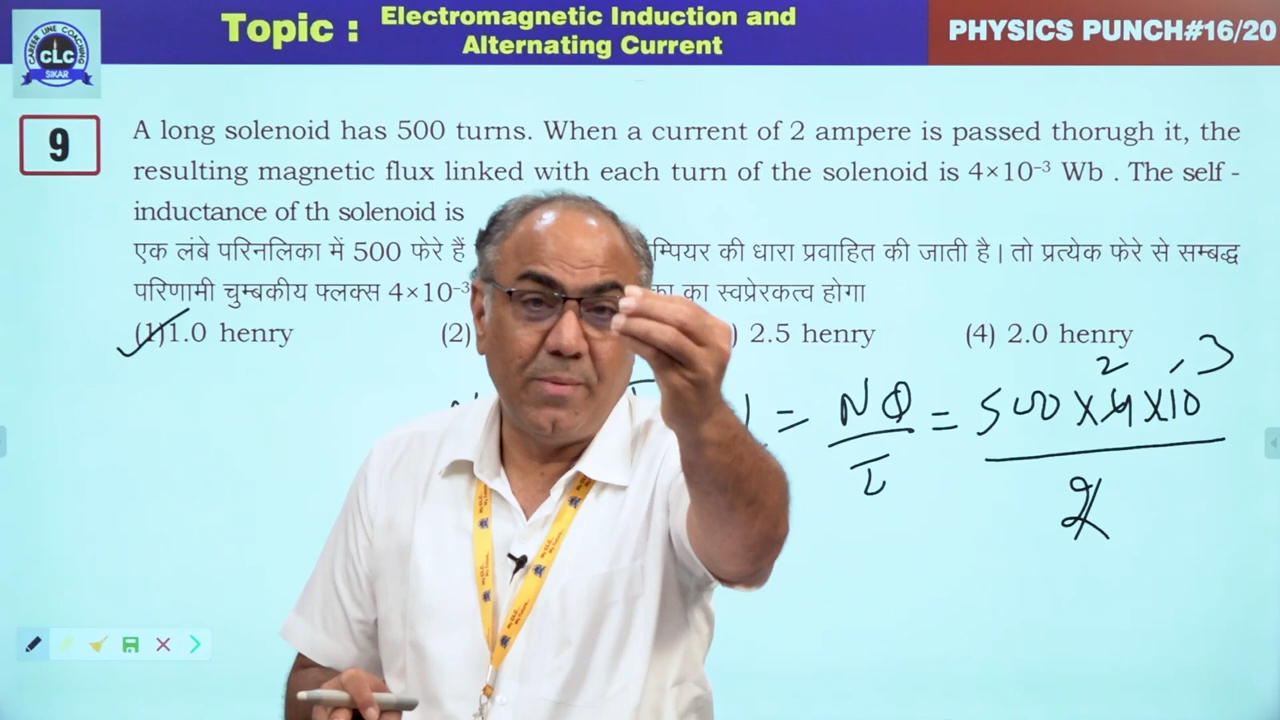 Topic :
Electromagnetic Induction and
Alternating Current
PHYSICS PUNCH#16/20
CAREER LINE COACHING
CLC
SIKAR
9
A long solenoid has 500 turns. When a current of 2 ampere is passed thorugh it, the
resulting magnetic flux linked with each turn of the solenoid is 4×10⁻³ Wb . The self -
inductance of th solenoid is
एक लंबे परिनलिका में 500 फेरे हैं म्पियर की धारा प्रवाहित की जाती है। तो प्रत्येक फेरे से सम्बद्ध
परिणामी चुम्बकीय फ्लक्स 4×10⁻³ का स्वप्रेरकत्व होगा
(1) 1.0 henry (2) ) 2.5 henry (4) 2.0 henry
2 -3
= NΦ = 500 × 4 × 10
I 2